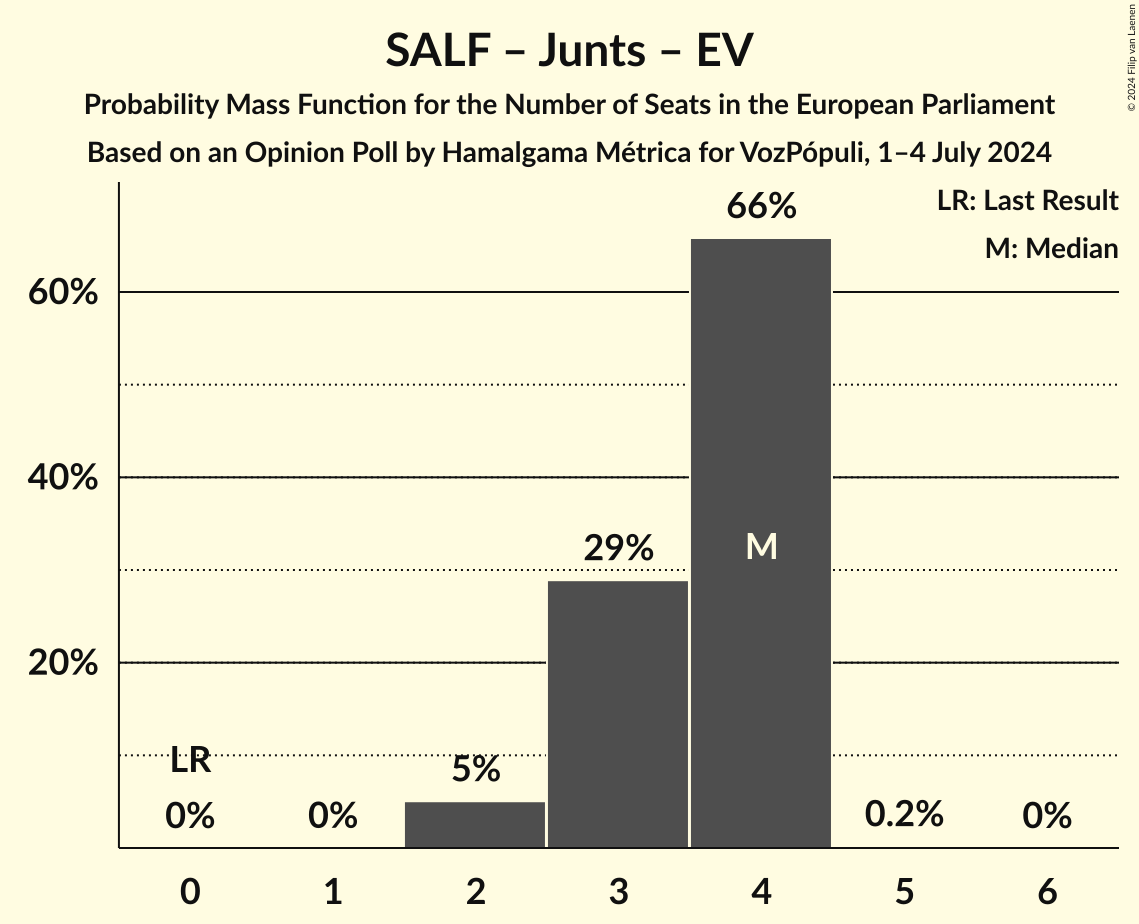 SALF – Junts – EV
Probability Mass Function for the Number of Seats in the European Parliament
Based on an Opinion Poll by Hamalgama Métrica for VozPópuli, 1–4 July 2024
© 2024 Filip van Laenen
LR: Last Result
M: Median
66%
60%
40%
29%
M
20%
LR
5%
0%
0%
0.2%
0%
0 1 2 3 4 5 6